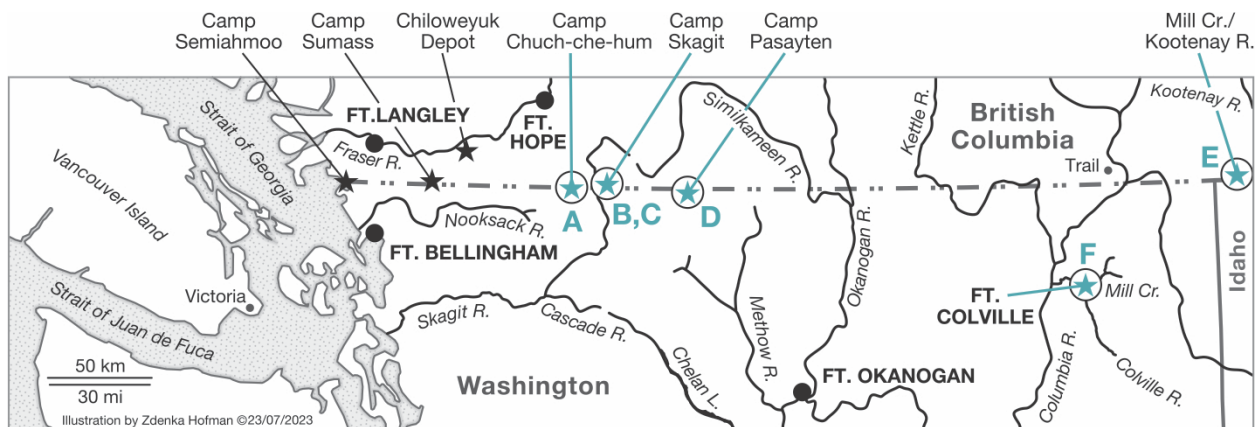 Camp
Semiahmoo
Camp
Sumass
Chiloweyuk
Depot
Camp
Chuch-che-hum
Camp
Skagit
Camp
Pasayten
Mill Cr./
Kootenay R.
Strait of Georgia
Vancouver Island
FT.LANGLEY
Fraser R.
FT.
HOPE
Similkameen R.
Kettle R.
British
Columbia
Kootenay R.
Trail
E
A
B,C
D
Nooksack R.
FT. BELLINGHAM
Okanogan R.
F
FT.
COLVILLE
Mill Cr.
Idaho
Victoria
Strait of Juan de Fuca
Skagit R.
Cascade R.
Chelan L.
Methow R.
Columbia R.
Colville R.
50 km
30 mi
Washington
FT. OKANOGAN
Illustration by Zdenka Hofman ©23/07/2023